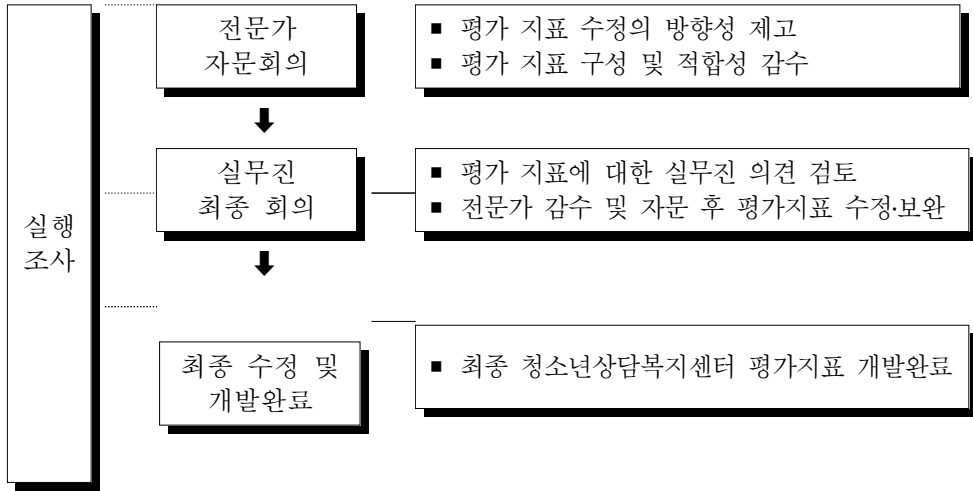 실행
조사
전문가
자문회의
▪ 평가 지표 수정의 방향성 제고
▪ 평가 지표 구성 및 적합성 감수
실무진
최종 회의
▪ 평가 지표에 대한 실무진 의견 검토
▪ 전문가 감수 및 자문 후 평가지표 수정·보완
최종 수정 및
개발완료
▪ 최종 청소년상담복지센터 평가지표 개발완료